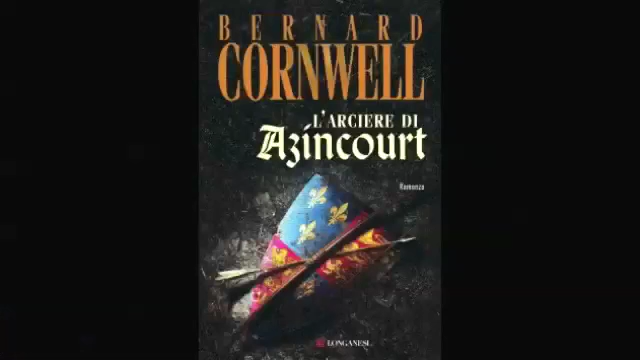 BERNARD
CORNWELL
L'ARCIERE DI
Azincourt
Romanzo
LONGANESI